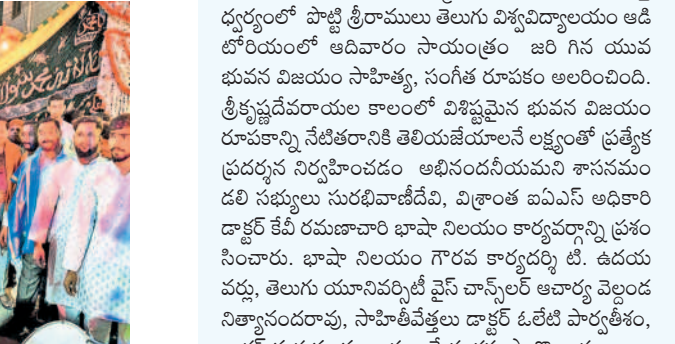 ధ్వర్యంలో పొట్టి శ్రీరాములు తెలుగు విశ్వవిద్యాలయం ఆడి
టోరియంలో ఆదివారం సాయంత్రం జరి గిన యువ
భువన విజయం సాహిత్య, సంగీత రూపకం అలరించింది.
శ్రీకృష్ణదేవరాయల కాలంలో విశిష్టమైన భువన విజయం
రూపకాన్ని నేటితరానికి తెలియజేయాలనే లక్ష్యంతో ప్రత్యేక
ప్రదర్శన నిర్వహించడం అభినందనీయమని శాసనమం
డలి సభ్యులు సురభివాణీదేవి, విశ్రాంత ఐఏఎస్ అధికారి
డాక్టర్ కేవీ రమణాచారి భాషా నిలయం కార్యవర్గాన్ని ప్రశం
సించారు. భాషా నిలయం గౌరవ కార్యదర్శి టి. ఉదయ
వర్లు, తెలుగు యూనివర్సిటీ వైస్ చాన్స్‌లర్ ఆచార్య వెల్దండ
నిత్యానందరావు, సాహితీవేత్తలు డాక్టర్ ఓలేటి పార్వతీశం,